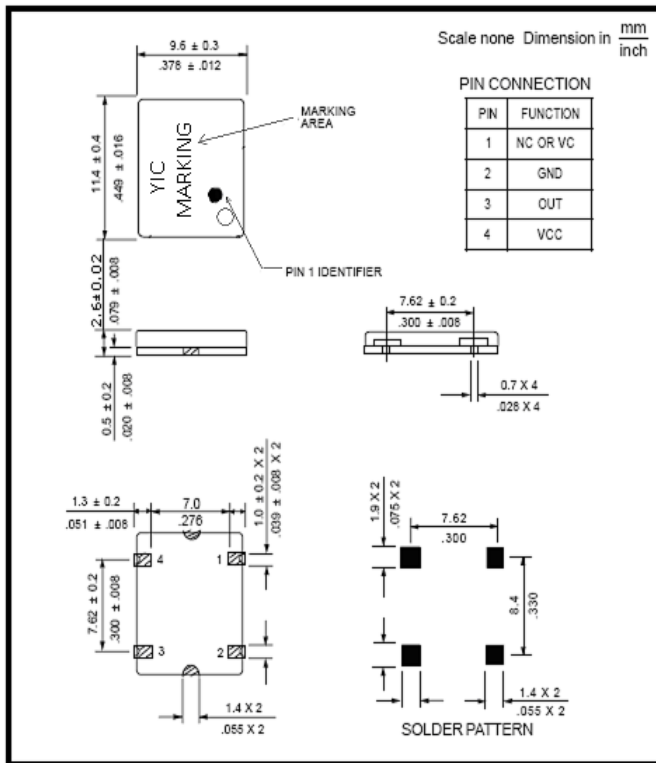 Scale none Dimension in mm
inch
9.6 ± 0.3
.378 ± .012
11.4 ± 0.4
.449 ± .016
YIC
MARKING
MARKING
AREA
PIN 1 IDENTIFIER
PIN CONNECTION
PIN FUNCTION
1 NC OR VC
2 GND
3 OUT
4 VCC
2.6±0.02
.079 ± .008
0.5 ± 0.2
.020 ± .008
7.62 ± 0.2
.300 ± .008
0.7 X 4
.026 X 4
1.3 ± 0.2
.051 ± .008
7.0
.276
1.0 ± 0.2 X 2
.039 ± .008 X 2
7.62 ± 0.2
.300 ± .008
4
1
3
2
1.4 X 2
.055 X 2
1.9 X 2
.075 X 2
7.62
.300
8.4
.330
1.4 X 2
.055 X 2
SOLDER PATTERN